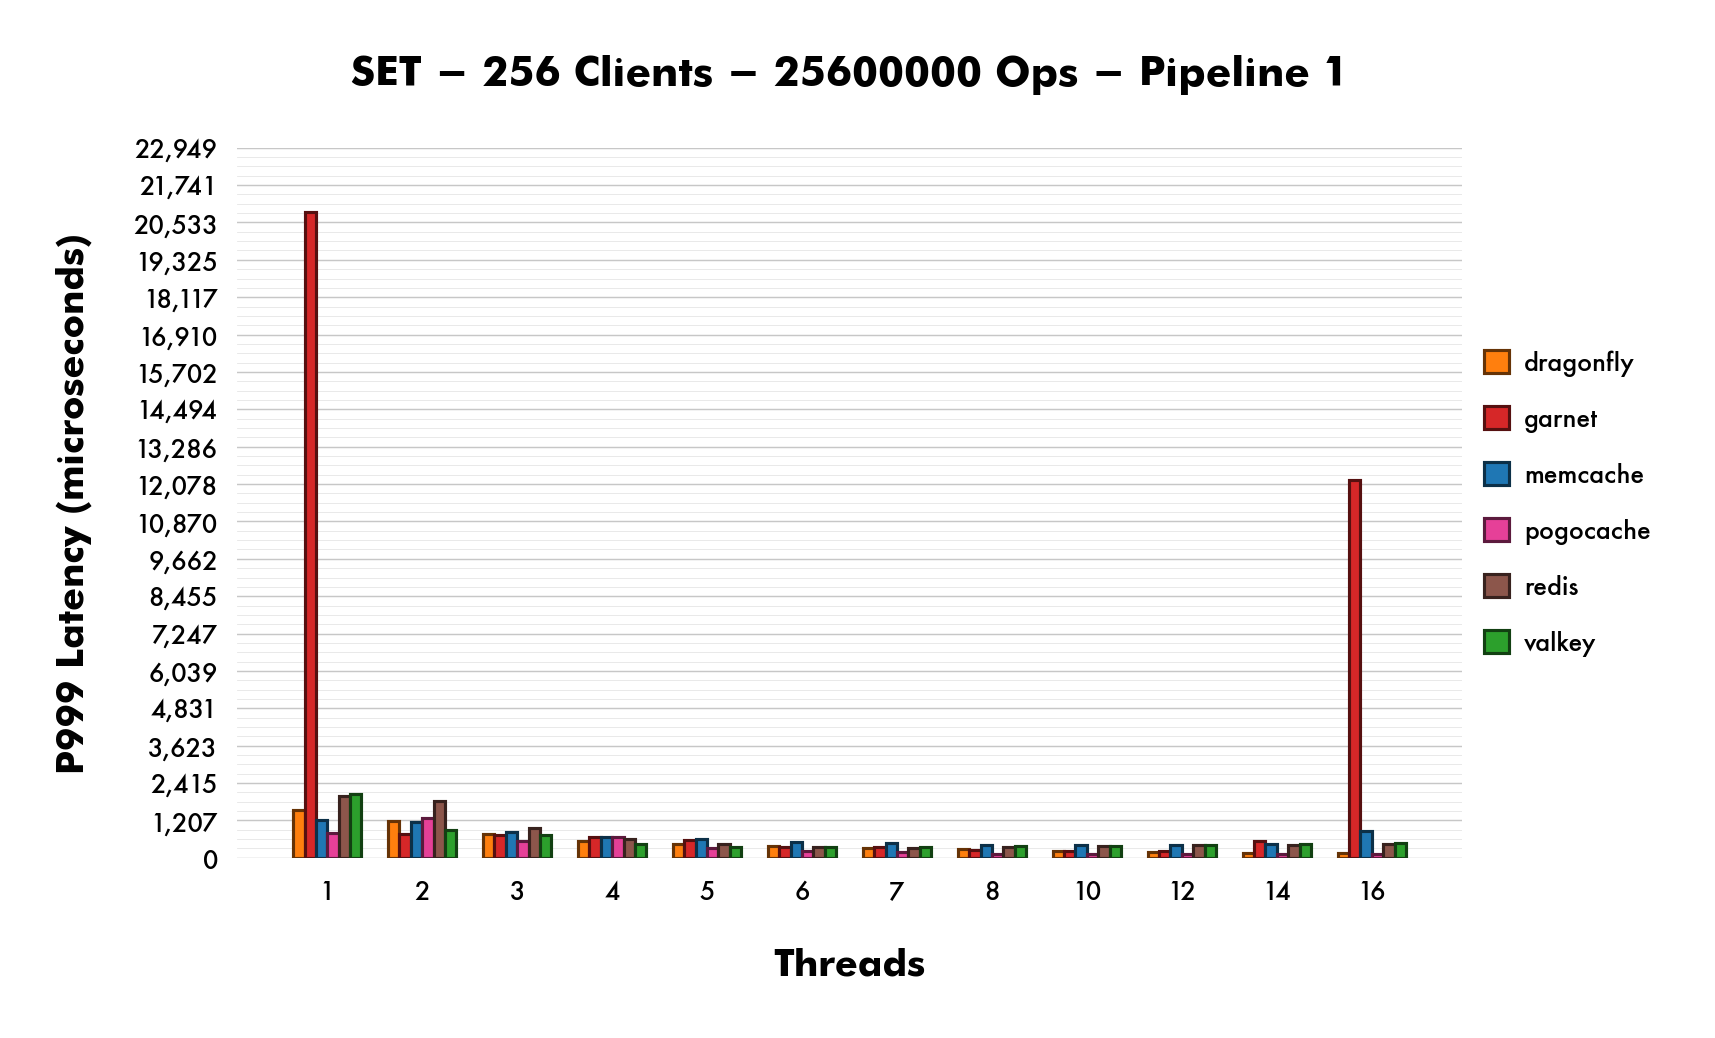 SET – 256 Clients – 25600000 Ops – Pipeline 1
P999 Latency (microseconds)
22,949
21,741
20,533
19,325
18,117
16,910
15,702
14,494
13,286
12,078
10,870
9,662
8,455
7,247
6,039
4,831
3,623
2,415
1,207
0
1 2 3 4 5 6 7 8 10 12 14 16
Threads
dragonfly
garnet
memcache
pogocache
redis
valkey